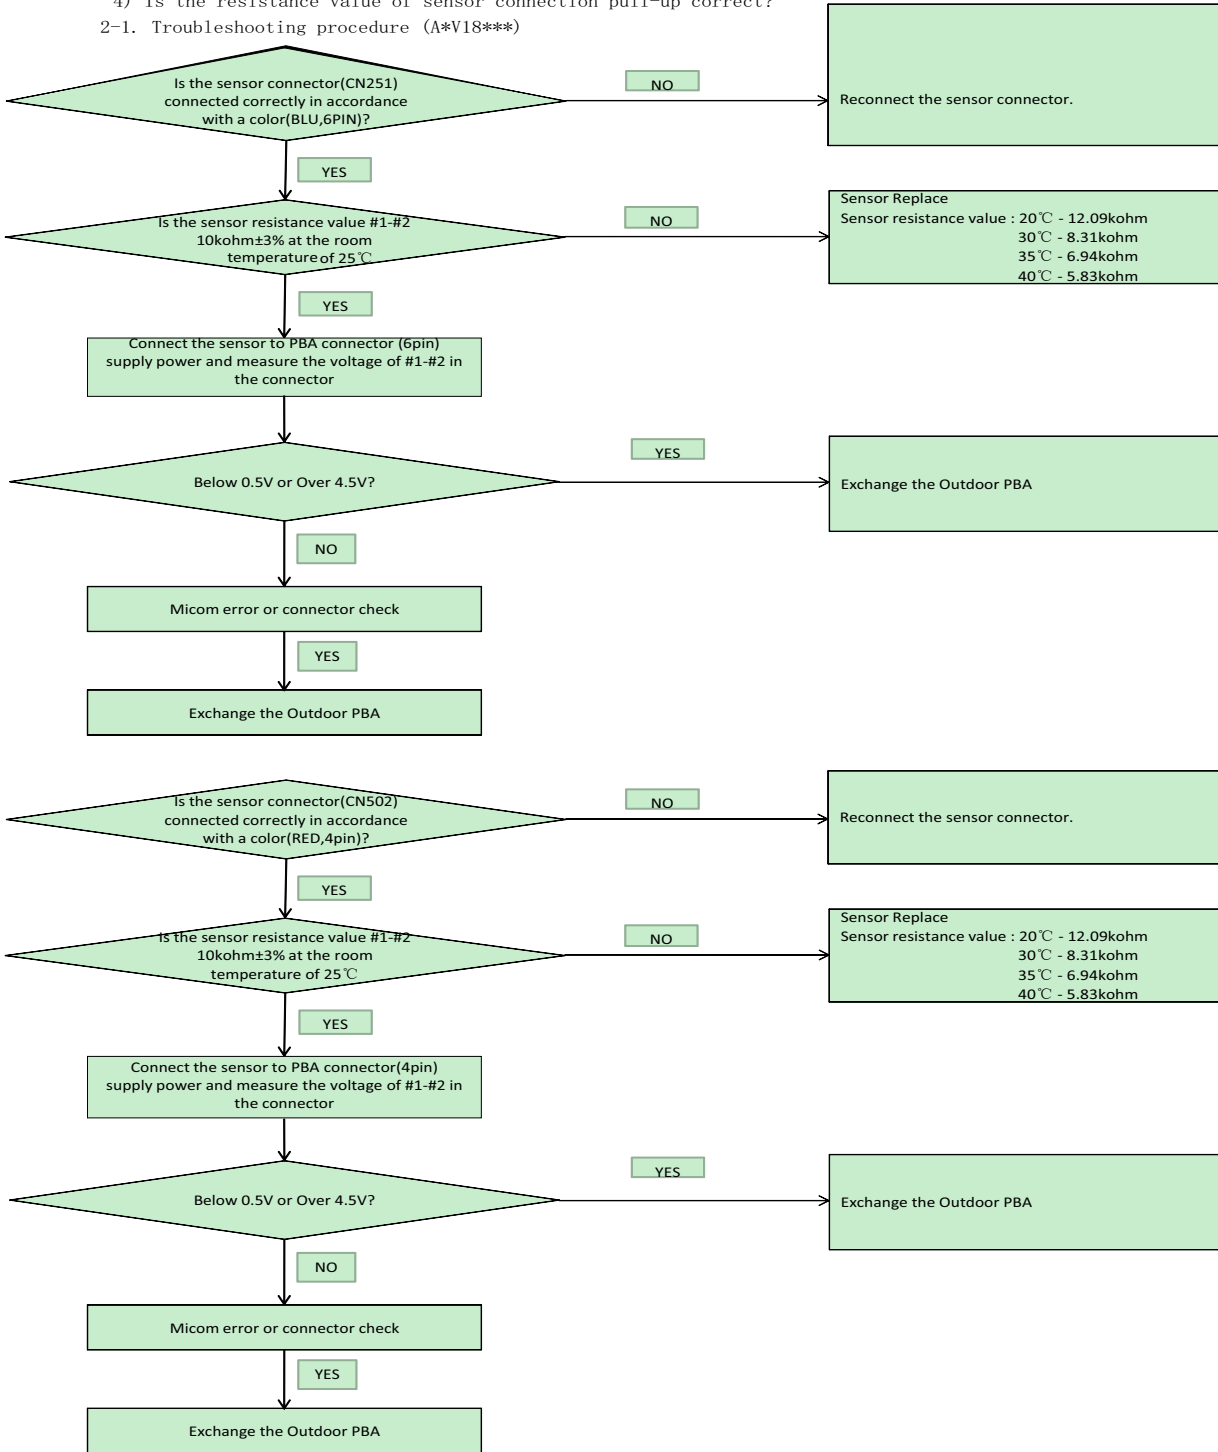 4) Is the resistance value of sensor connection pull-up correct?
2-1. Troubleshooting procedure (A*V18***)
Is the sensor connector(CN251)
connected correctly in accordance
with a color(BLU,6PIN)?
NO
Reconnect the sensor connector.
YES
Is the sensor resistance value #1-#2
10kohm±3% at the room
temperature of 25℃
NO
Sensor Replace
Sensor resistance value : 20℃ - 12.09kohm
30℃ - 8.31kohm
35℃ - 6.94kohm
40℃ - 5.83kohm
YES
Connect the sensor to PBA connector (6pin)
supply power and measure the voltage of #1-#2 in
the connector
Below 0.5V or Over 4.5V?
YES
Exchange the Outdoor PBA
NO
Micom error or connector check
YES
Exchange the Outdoor PBA
Is the sensor connector(CN502)
connected correctly in accordance
with a color(RED,4pin)?
NO
Reconnect the sensor connector.
YES
Is the sensor resistance value #1-#2
10kohm±3% at the room
temperature of 25℃
NO
Sensor Replace
Sensor resistance value : 20℃ - 12.09kohm
30℃ - 8.31kohm
35℃ - 6.94kohm
40℃ - 5.83kohm
YES
Connect the sensor to PBA connector(4pin)
supply power and measure the voltage of #1-#2 in
the connector
Below 0.5V or Over 4.5V?
YES
Exchange the Outdoor PBA
NO
Micom error or connector check
YES
Exchange the Outdoor PBA